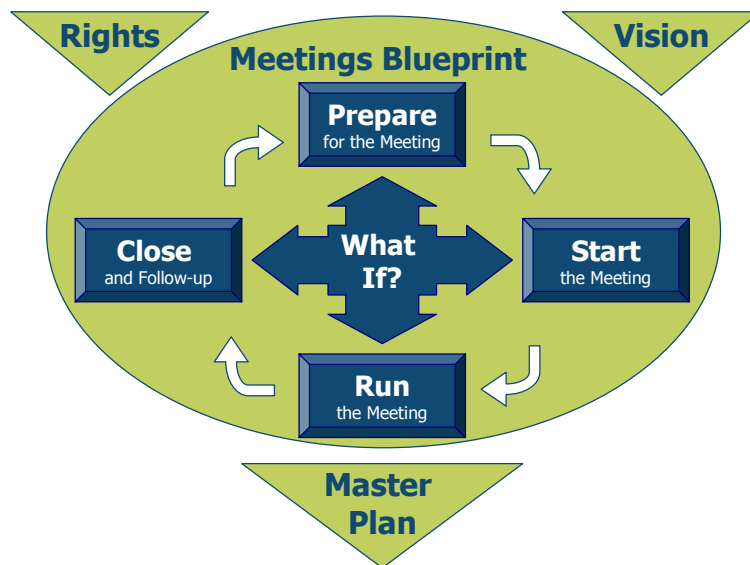 Rights
Vision
Meetings Blueprint
Prepare
for the Meeting
Close
and Follow-up
What
If?
Start
the Meeting
Run
the Meeting
Master
Plan